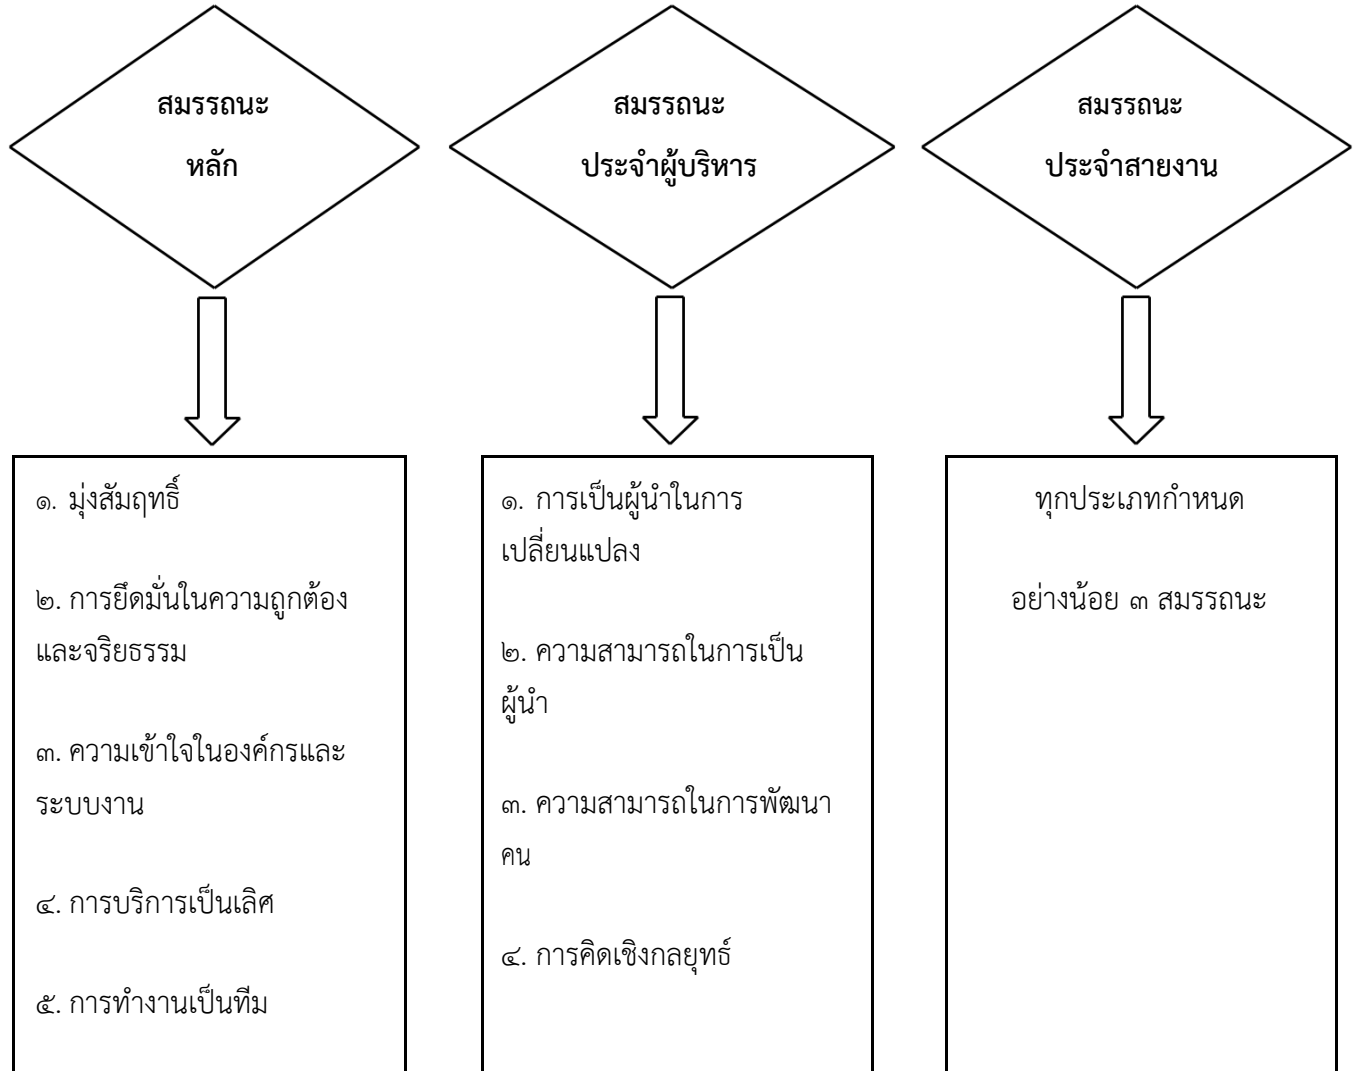 สมรรถนะ
หลัก
สมรรถนะ
ประจำผู้บริหาร
สมรรถนะ
ประจำสายงาน
๑. มุ่งสัมฤทธิ์
๒. การยึดมั่นในความถูกต้อง
และจริยธรรม
๓. ความเข้าใจในองค์กรและ
ระบบงาน
๔. การบริการเป็นเลิศ
๕. การทำงานเป็นทีม
๑. การเป็นผู้นำในการ
เปลี่ยนแปลง
๒. ความสามารถในการเป็น
ผู้นำ
๓. ความสามารถในการพัฒนา
คน
๔. การคิดเชิงกลยุทธ์
ทุกประเภทกำหนด
อย่างน้อย ๓ สมรรถนะ